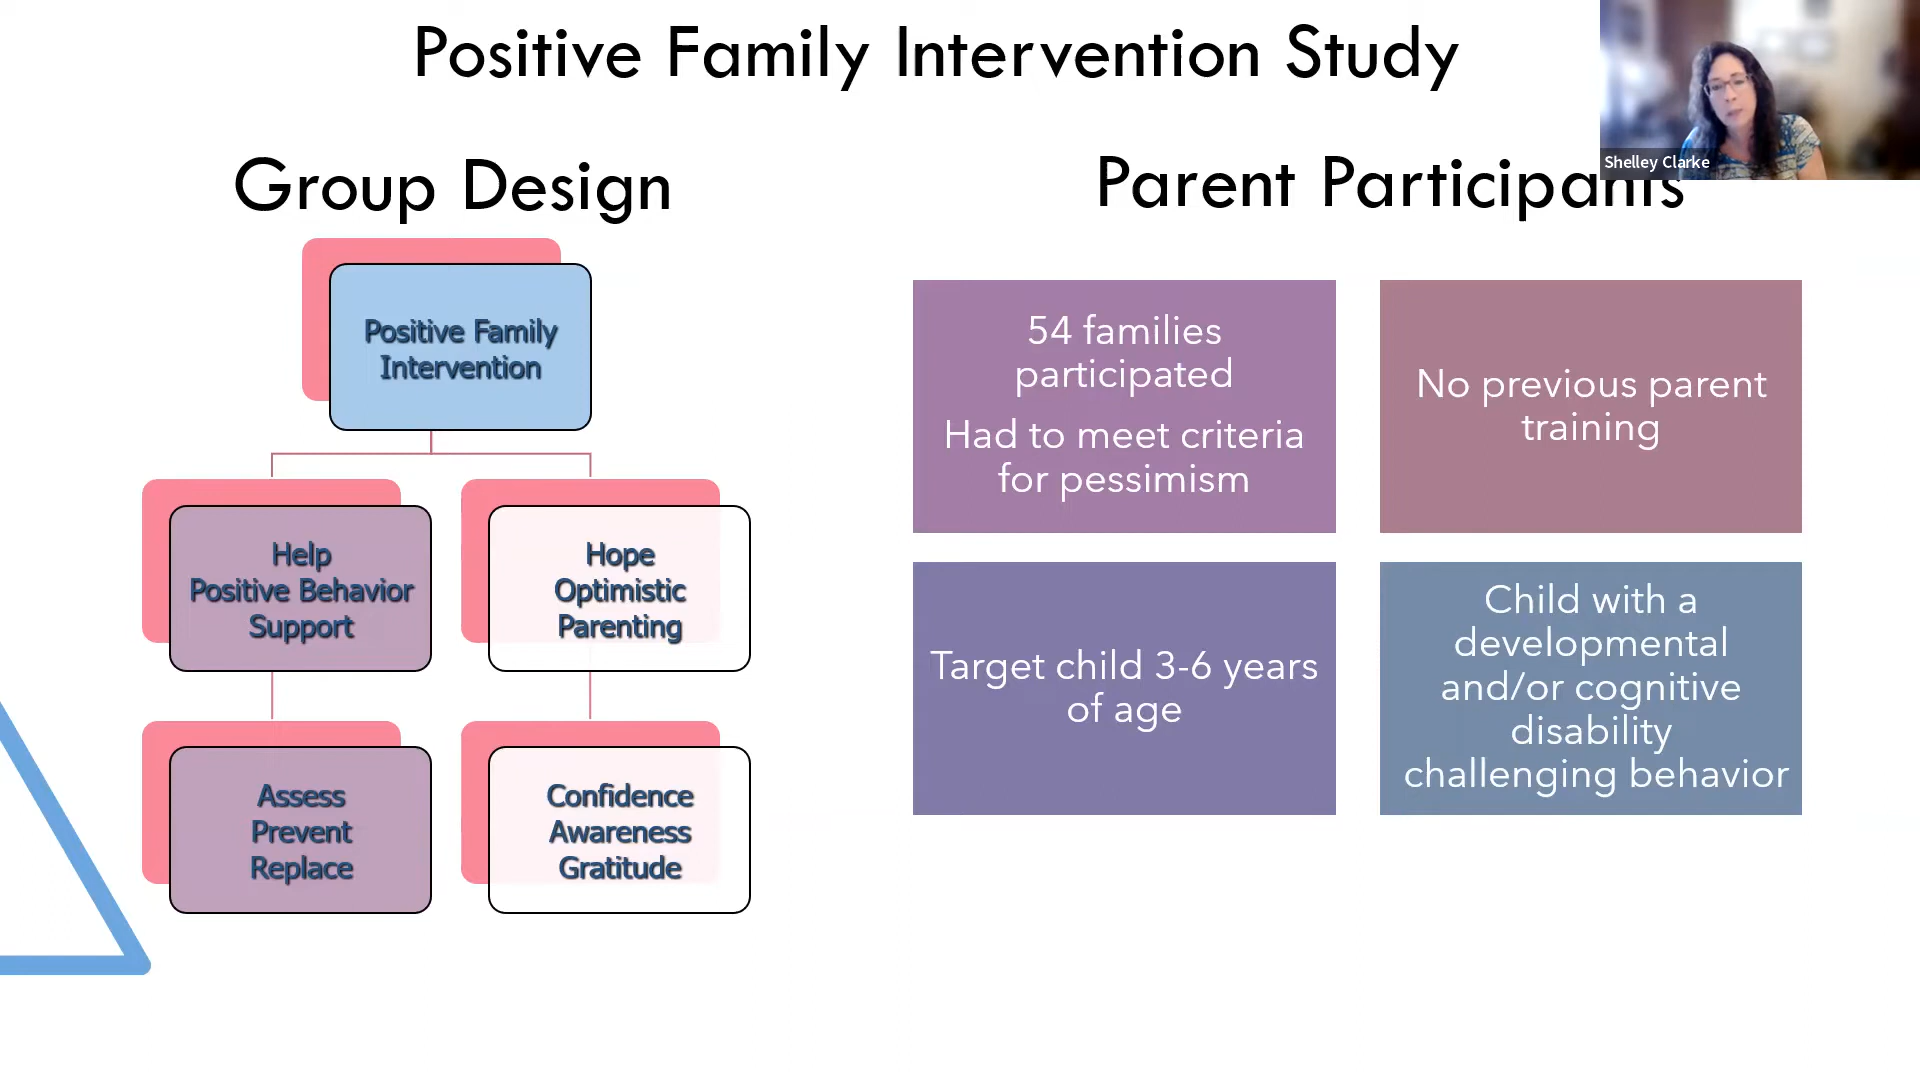 Positive Family Intervention Study
Shelley Clarke
Group Design
Positive Family
Intervention
Help
Positive Behavior
Support
Hope
Optimistic
Parenting
Assess
Prevent
Replace
Confidence
Awareness
Gratitude
Parent Participants
54 families
participated
Had to meet criteria
for pessimism
No previous parent
training
Target child 3-6 years
of age
Child with a
developmental
and/or cognitive
disability
challenging behavior